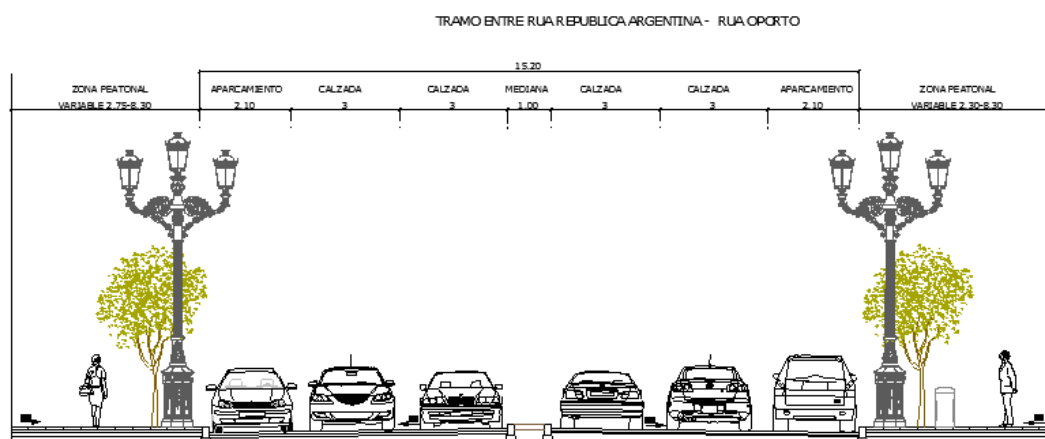 TRAMO ENTRE RUA REPUBLICA ARGENTINA - RUA OPORTO
15.20
ZONA PEATONAL APARCAMIENTO CALZADA CALZADA MEDIANA CALZADA CALZADA APARCAMIENTO ZONA PEATONAL
VARIABLE 2.75-8.30 2.10 3 3 1.00 3 3 2.10 VARIABLE 2.30-8.30